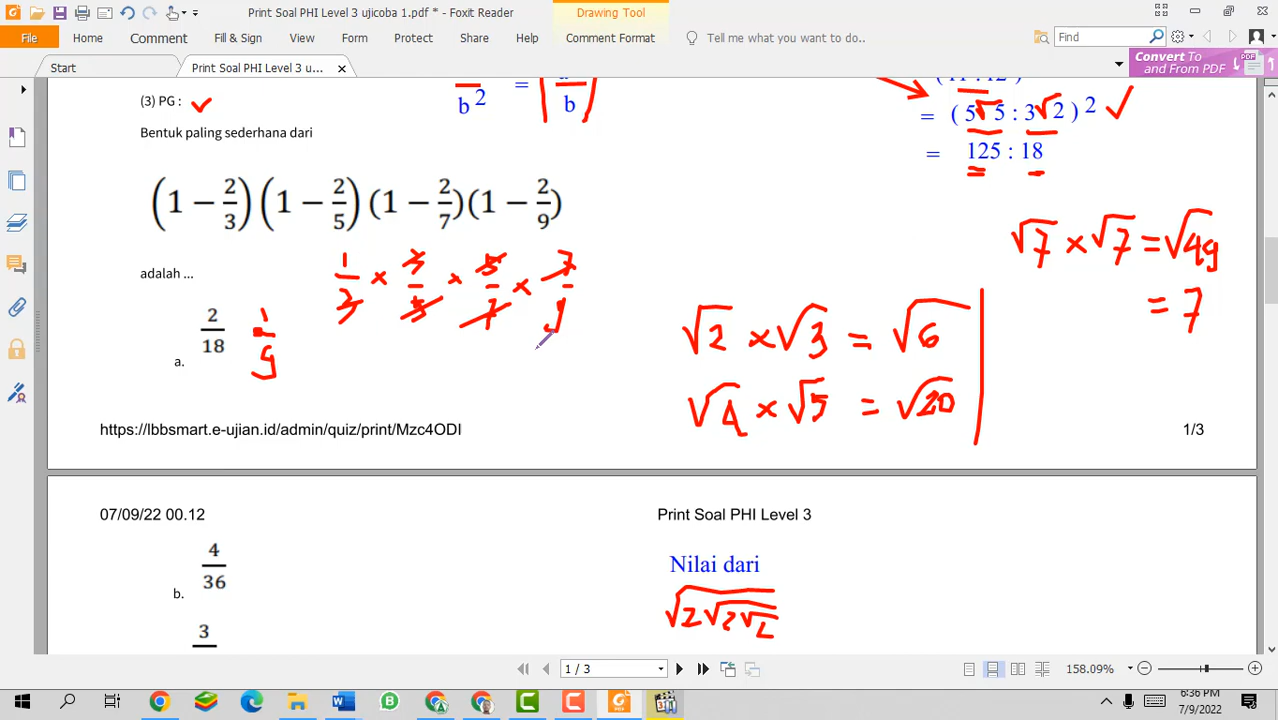 Print Soal PHI Level 3 ujicoba 1.pdf * - Foxit Reader
Drawing Tool
File Home Comment Fill & Sign View Form Protect Share Help Comment Format Tell me what you want to do.. Find
Start Print Soal PHI Level 3 u... Convert To and From PDF
(3) PG : ✓
b 2 = | b |
= ( 5√5 : 3√2 ) 2 ✓
Bentuk paling sederhana dari
= 125 : 18
(1 − 2/3) (1 − 2/5) (1 − 2/7)(1 − 2/9)
√7 × √7 = √49
= 7
adalah ...
1/3 × 3/5 × 5/7 × 7/9
a. 2/18 1/9
√2 × √3 = √6
√4 × √5 = √20
https://lbbsmart.e-ujian.id/admin/quiz/print/Mzc4ODI
1/3
07/09/22 00.12
Print Soal PHI Level 3
b. 4/36
Nilai dari
√2√2√2
3
1 / 3
158.09%
6:36 PM
7/9/2022